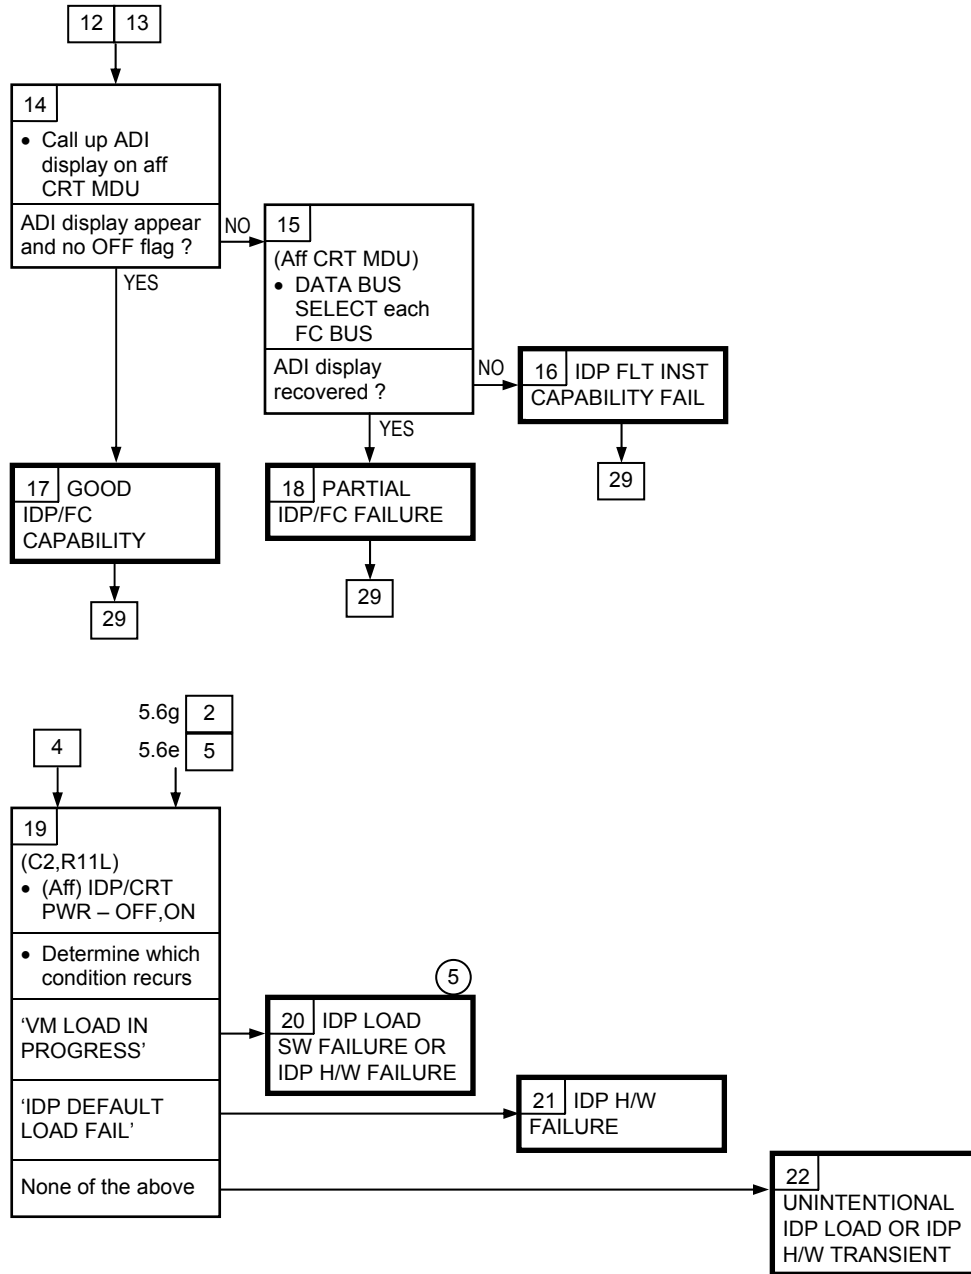 12 13
14
• Call up ADI
display on aff
CRT MDU
ADI display appear
and no OFF flag ?
NO
YES
15
(Aff CRT MDU)
• DATA BUS
SELECT each
FC BUS
ADI display
recovered ?
NO
YES
16 IDP FLT INST
CAPABILITY FAIL
29
17 GOOD
IDP/FC
CAPABILITY
29
18 PARTIAL
IDP/FC FAILURE
29
4
5.6g 2
5.6e 5
19
(C2,R11L)
• (Aff) IDP/CRT
PWR – OFF,ON
• Determine which
condition recurs
‘VM LOAD IN
PROGRESS’
‘IDP DEFAULT
LOAD FAIL’
None of the above
5
20 IDP LOAD
SW FAILURE OR
IDP H/W FAILURE
21 IDP H/W
FAILURE
22
UNINTENTIONAL
IDP LOAD OR IDP
H/W TRANSIENT